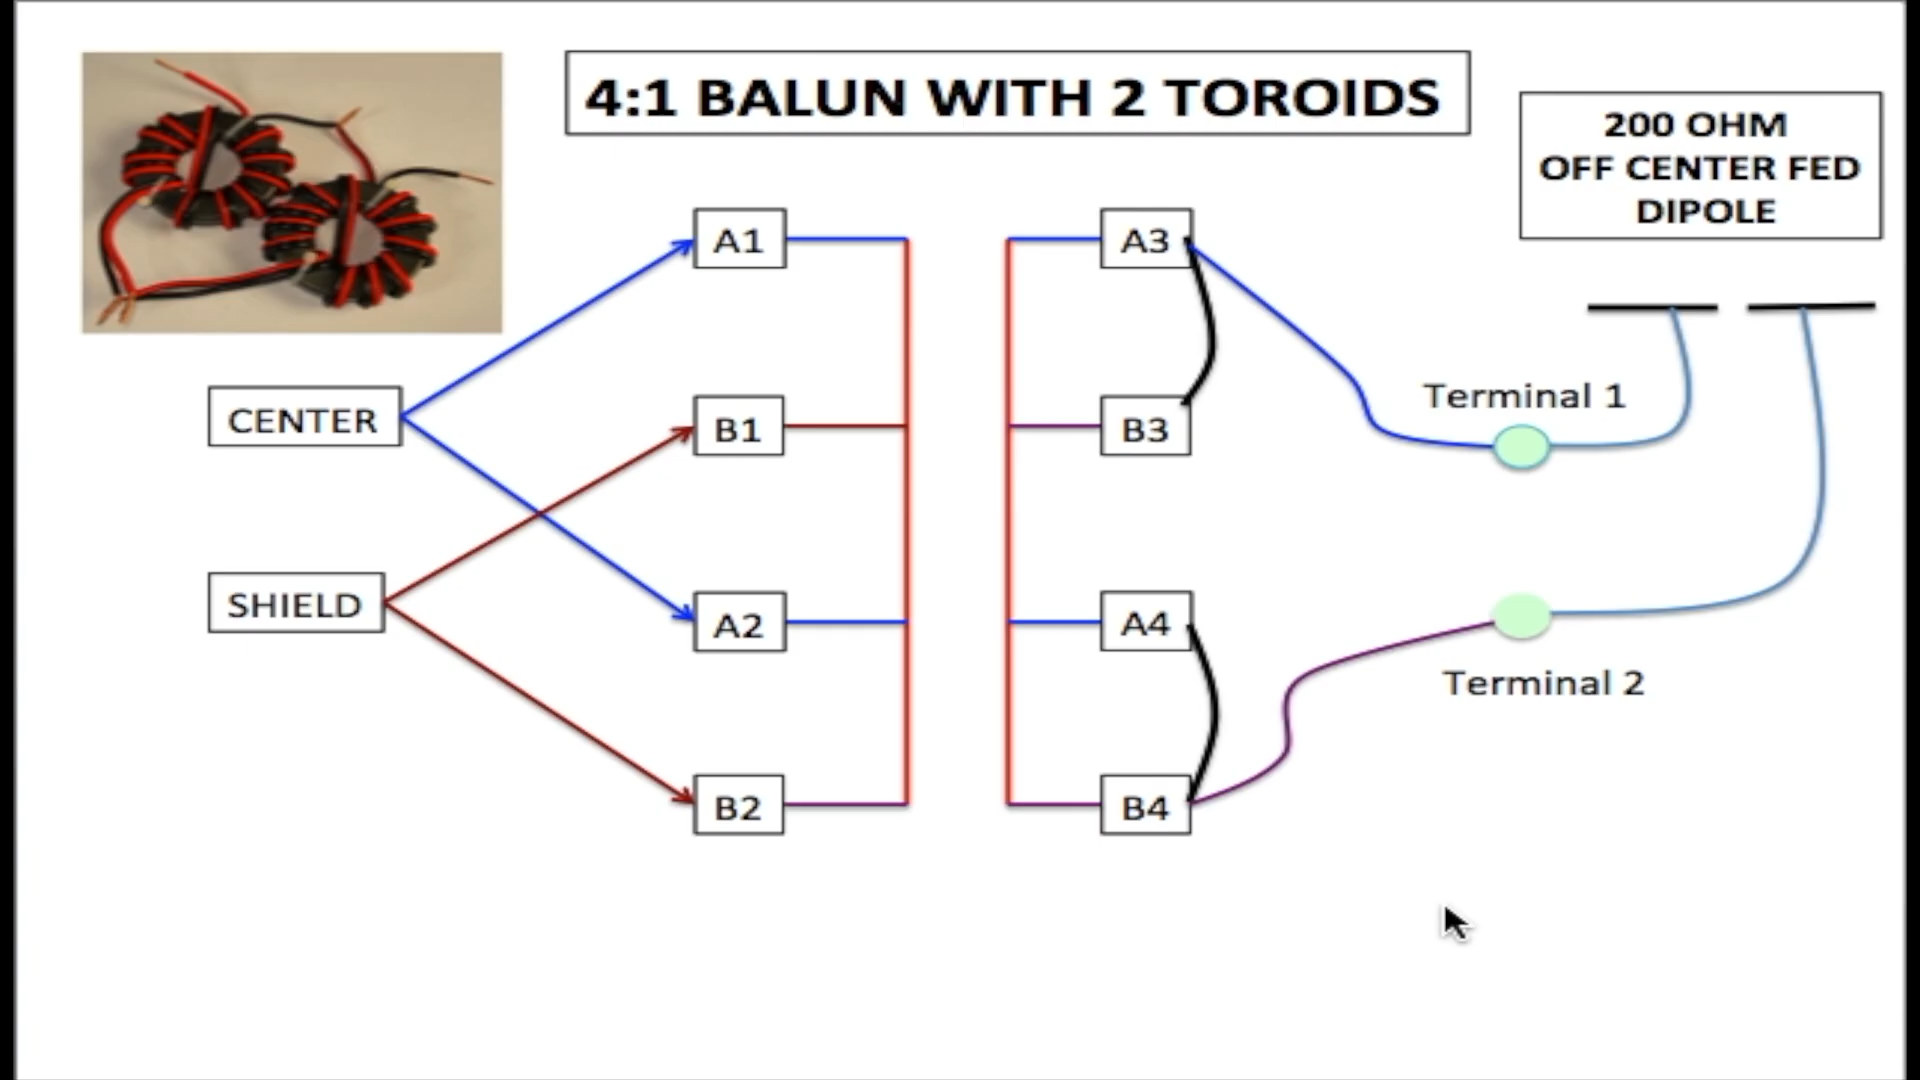 4:1 BALUN WITH 2 TOROIDS
200 OHM
OFF CENTER FED
DIPOLE
A1
A3
CENTER
Terminal 1
B1
B3
SHIELD
A2
A4
Terminal 2
B2
B4